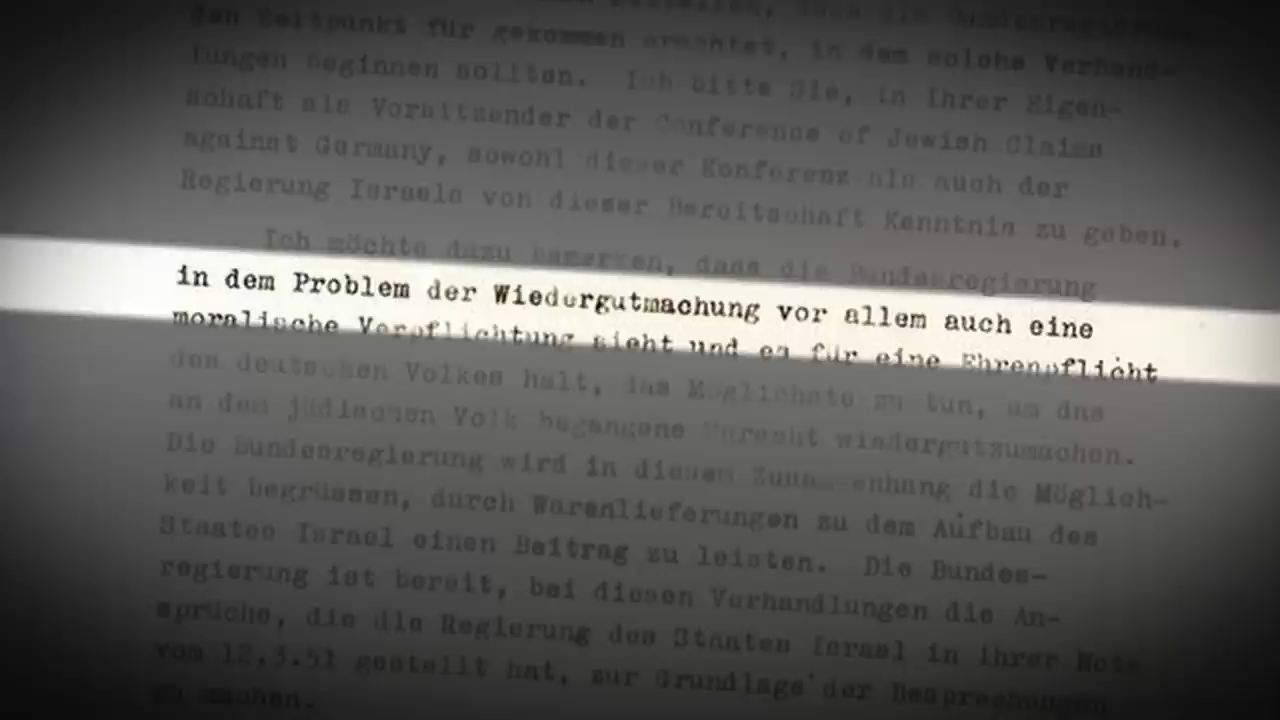 den Zeitpunkt für gekommen erachtet, in dem solche Verhand-
lungen beginnen sollten. Ich bitte Sie, in Ihrer Eigen-
schaft als Vorsitzender der Conference of Jewish Claims
against Germany, sowohl dieser Konferenz als auch der
Regierung Israels von dieser Bereitschaft Kenntnis zu geben.
Ich möchte dazu bemerken, dass die Bundesregierung
in dem Problem der Wiedergutmachung vor allem auch eine
moralische Verpflichtung sieht und es für eine Ehrenpflicht
des deutschen Volkes hält, das Möglichste zu tun, um das
an dem jüdischen Volk begangene Unrecht wiedergutzumachen.
Die Bundesregierung wird in diesem Zusammenhang die Möglich-
keit begrüssen, durch Warenlieferungen zu dem Aufbau des
Staates Israel einen Beitrag zu leisten. Die Bundes-
regierung ist bereit, bei diesen Verhandlungen die An-
sprüche, die die Regierung des Staates Israel in ihrer Note
vom 12.3.51 gestellt hat, zur Grundlage der Besprechungen
zu machen.